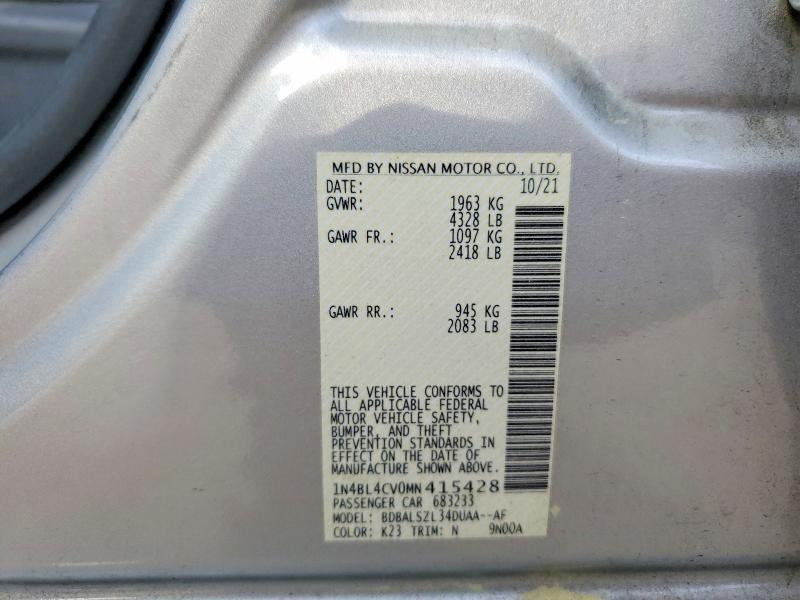 MFD BY NISSAN MOTOR CO., LTD.
DATE: 10/21
GVWR: 1963 KG
4328 LB
GAWR FR.: 1097 KG
2418 LB
GAWR RR.: 945 KG
2083 LB
THIS VEHICLE CONFORMS TO
ALL APPLICABLE FEDERAL
MOTOR VEHICLE SAFETY,
BUMPER, AND THEFT
PREVENTION STANDARDS IN
EFFECT ON THE DATE OF
MANUFACTURE SHOWN ABOVE.
1N4BL4CV0MN415428
PASSENGER CAR 683233
MODEL: BDBALSZL34DUAA--AF
COLOR: K23 TRIM: N 9N00A